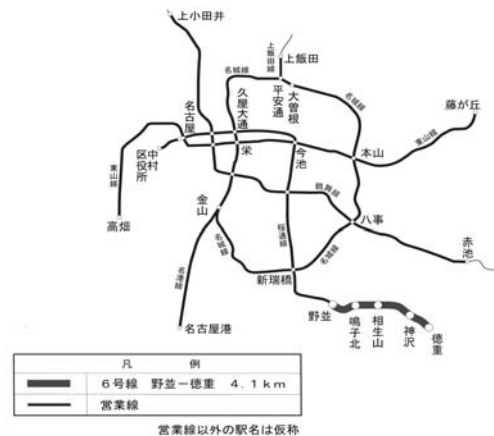 上小田井
上飯田線
上飯田
名城線
平安通
大曽根
名城線
久屋大通
名古屋
藤が丘
中村区役所
栄
今池
本山
東山線
東山線
鶴舞線
高畑
金山
桜通線
八事
名城線
名城線
赤池
名港線
新瑞橋
名古屋港
野並
鳴子北
相生山
神沢
徳重
凡例
6号線 野並−徳重 4.1km
営業線
営業線以外の駅名は仮称